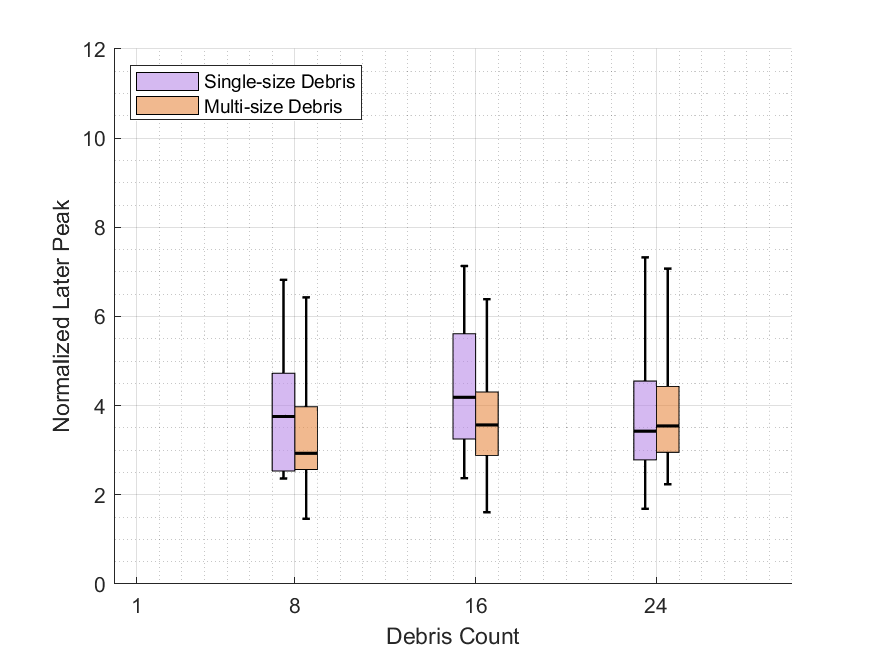 12
10
8
6
4
2
0
Normalized Later Peak
Single-size Debris
Multi-size Debris
1 8 16 24
Debris Count